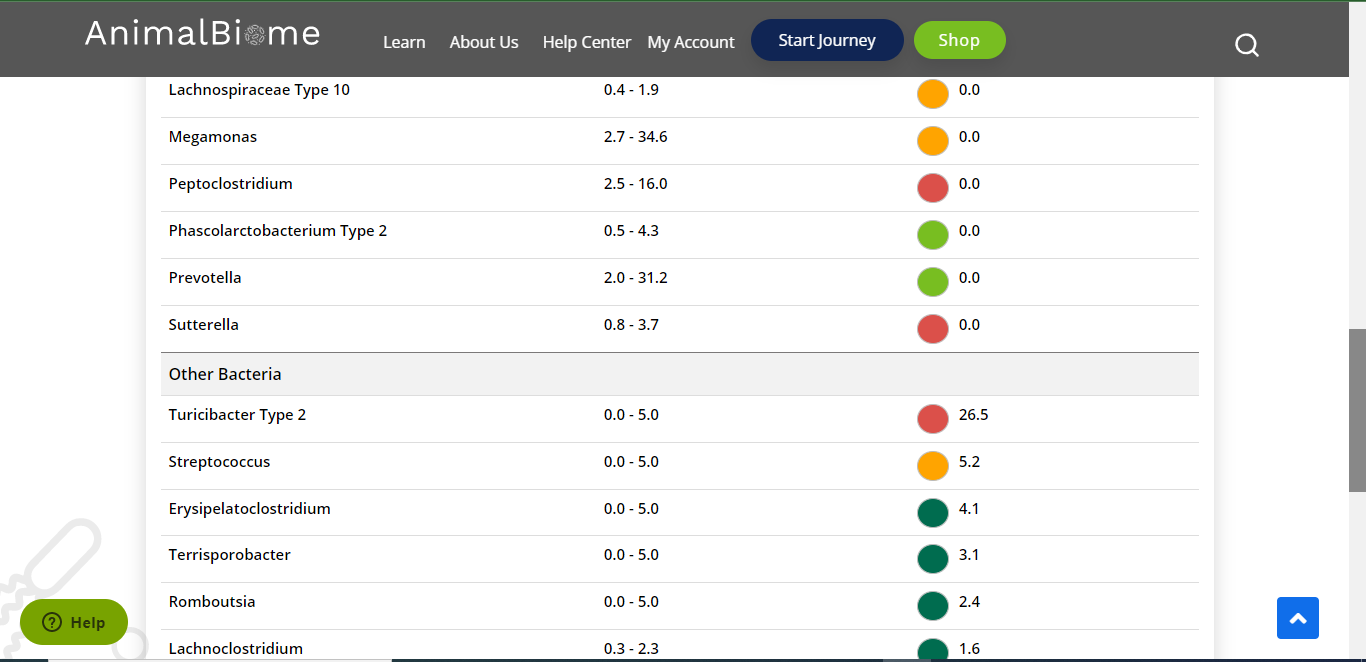 AnimalBiome
Learn About Us Help Center My Account Start Journey Shop
Lachnospiraceae Type 10 0.4 - 1.9 0.0
Megamonas 2.7 - 34.6 0.0
Peptoclostridium 2.5 - 16.0 0.0
Phascolarctobacterium Type 2 0.5 - 4.3 0.0
Prevotella 2.0 - 31.2 0.0
Sutterella 0.8 - 3.7 0.0
Other Bacteria
Turicibacter Type 2 0.0 - 5.0 26.5
Streptococcus 0.0 - 5.0 5.2
Erysipelatoclostridium 0.0 - 5.0 4.1
Terrisporobacter 0.0 - 5.0 3.1
Romboutsia 0.0 - 5.0 2.4
Help
Lachnoclostridium 0.3 - 2.3 1.6